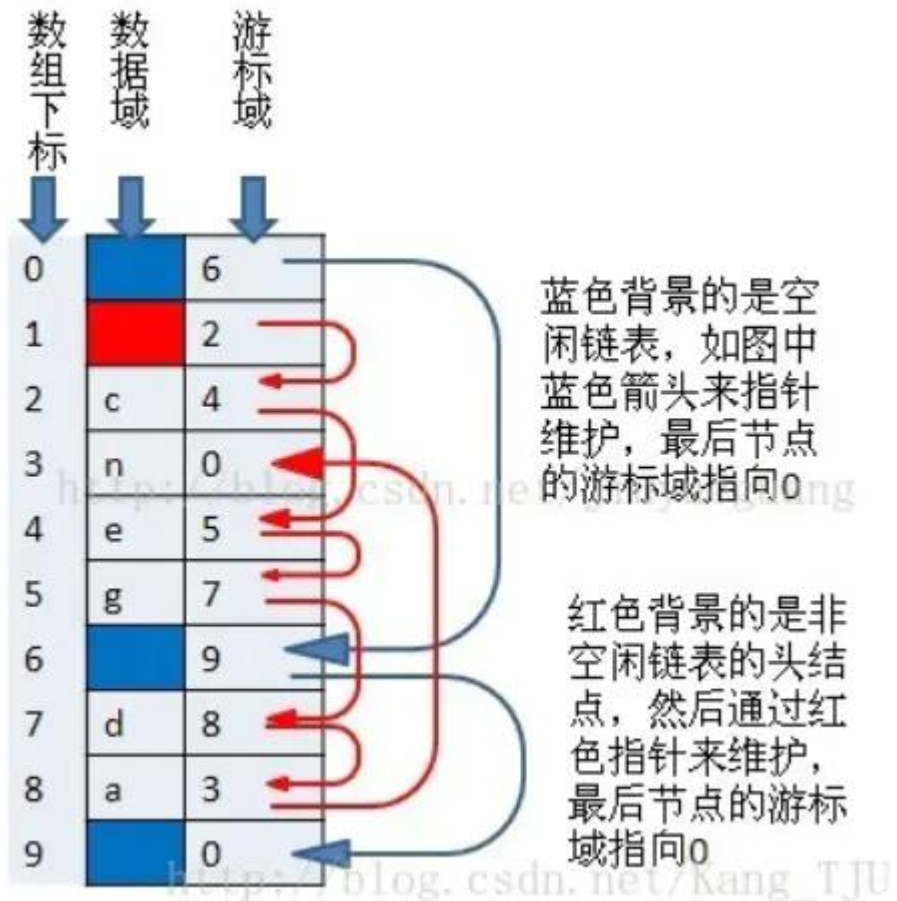 数组下标
数据域
游标域
0 6
1 2
2 c 4
3 n 0
4 e 5
5 g 7
6 9
7 d 8
8 a 3
9 0
蓝色背景的是空
闲链表，如图中
蓝色箭头来指针
维护，最后节点
的游标域指向0
红色背景的是非
空闲链表的头结
点，然后通过红
色指针来维护，
最后节点的游标
域指向0
http://blog.csdn.net/Kang_TJU